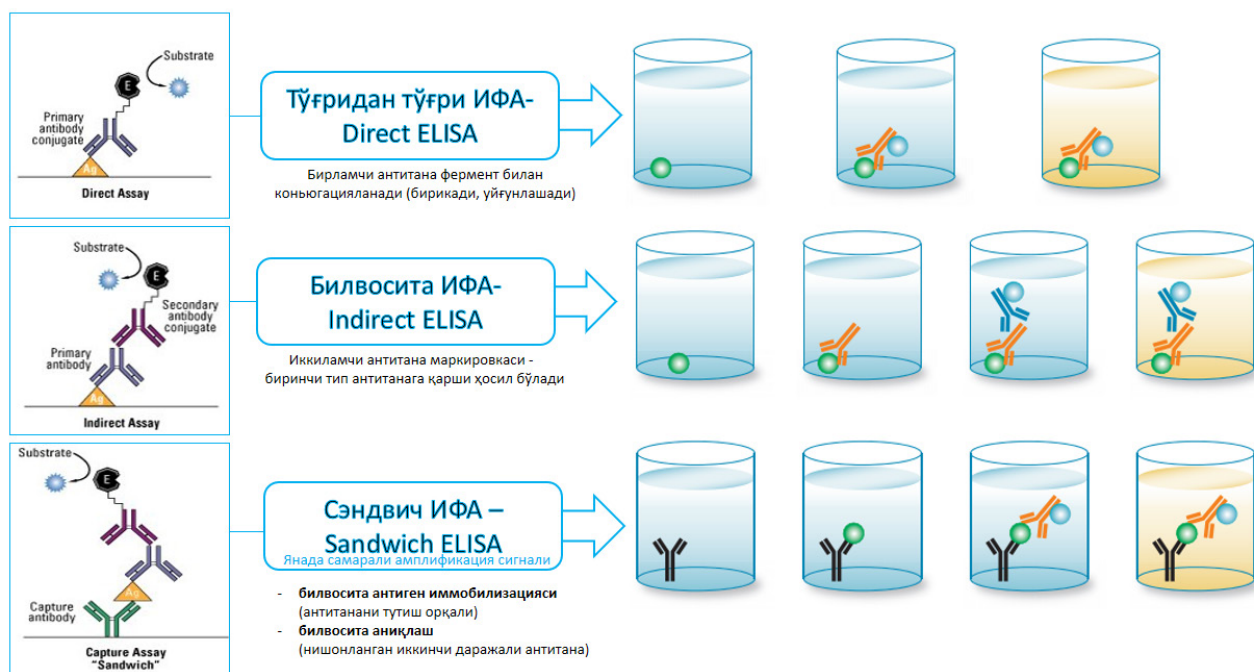 Substrate
E
Primary
antibody
conjugate
Ag
Direct Assay
Тўғридан тўғри ИФА-
Direct ELISA
Бирламчи антитана фермент билан
коньюгацияланади (бирикади, уйғунлашади)
Substrate
E
Secondary
antibody
conjugate
Primary
antibody
Ag
Indirect Assay
Билвосита ИФА-
Indirect ELISA
Иккиламчи антитана маркировкаси -
биринчи тип антитанага қарши ҳосил бўлади
Substrate
E
Ag
Capture
antibody
Capture Assay
"Sandwich"
Сэндвич ИФА –
Sandwich ELISA
Янада самарали амплификация сигнали
- билвосита антиген иммобилизацияси
(антитанани тутиш орқали)
- билвосита аниқлаш
(нишонланган иккинчи даражали антитана)